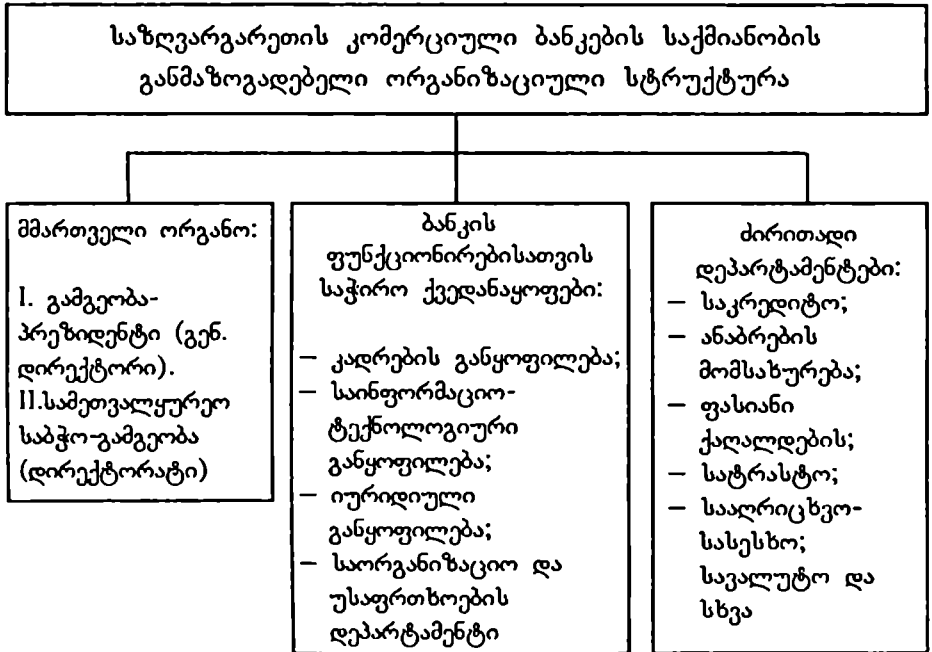 საზღვარგარეთის კომერციული ბანკების საქმიანობის
განმაზოგადებელი ორგანიზაციული სტრუქტურა
მმართველი ორგანო:
I. გამგეობა-
პრეზიდენტი (გენ.
დირექტორი).
II.სამეთვალყურეო
საბჭო-გამგეობა
(დირექტორატი)
ბანკის
ფუნქციონირებისათვის
საჭირო ქვედანაყოფები:
– კადრების განყოფილება;
– საინფორმაციო-
ტექნოლოგიური
განყოფილება;
– იურიდიული
განყოფილება;
– საორგანიზაციო და
უსაფრთხოების
დეპარტამენტი
ძირითადი
დეპარტამენტები:
– საკრედიტო;
– ანაბრების
მომსახურება;
– ფასიანი
ქაღალდების;
– სატრასტო;
– სააღრიცხვო-
სასესხო;
სავალუტო და
სხვა